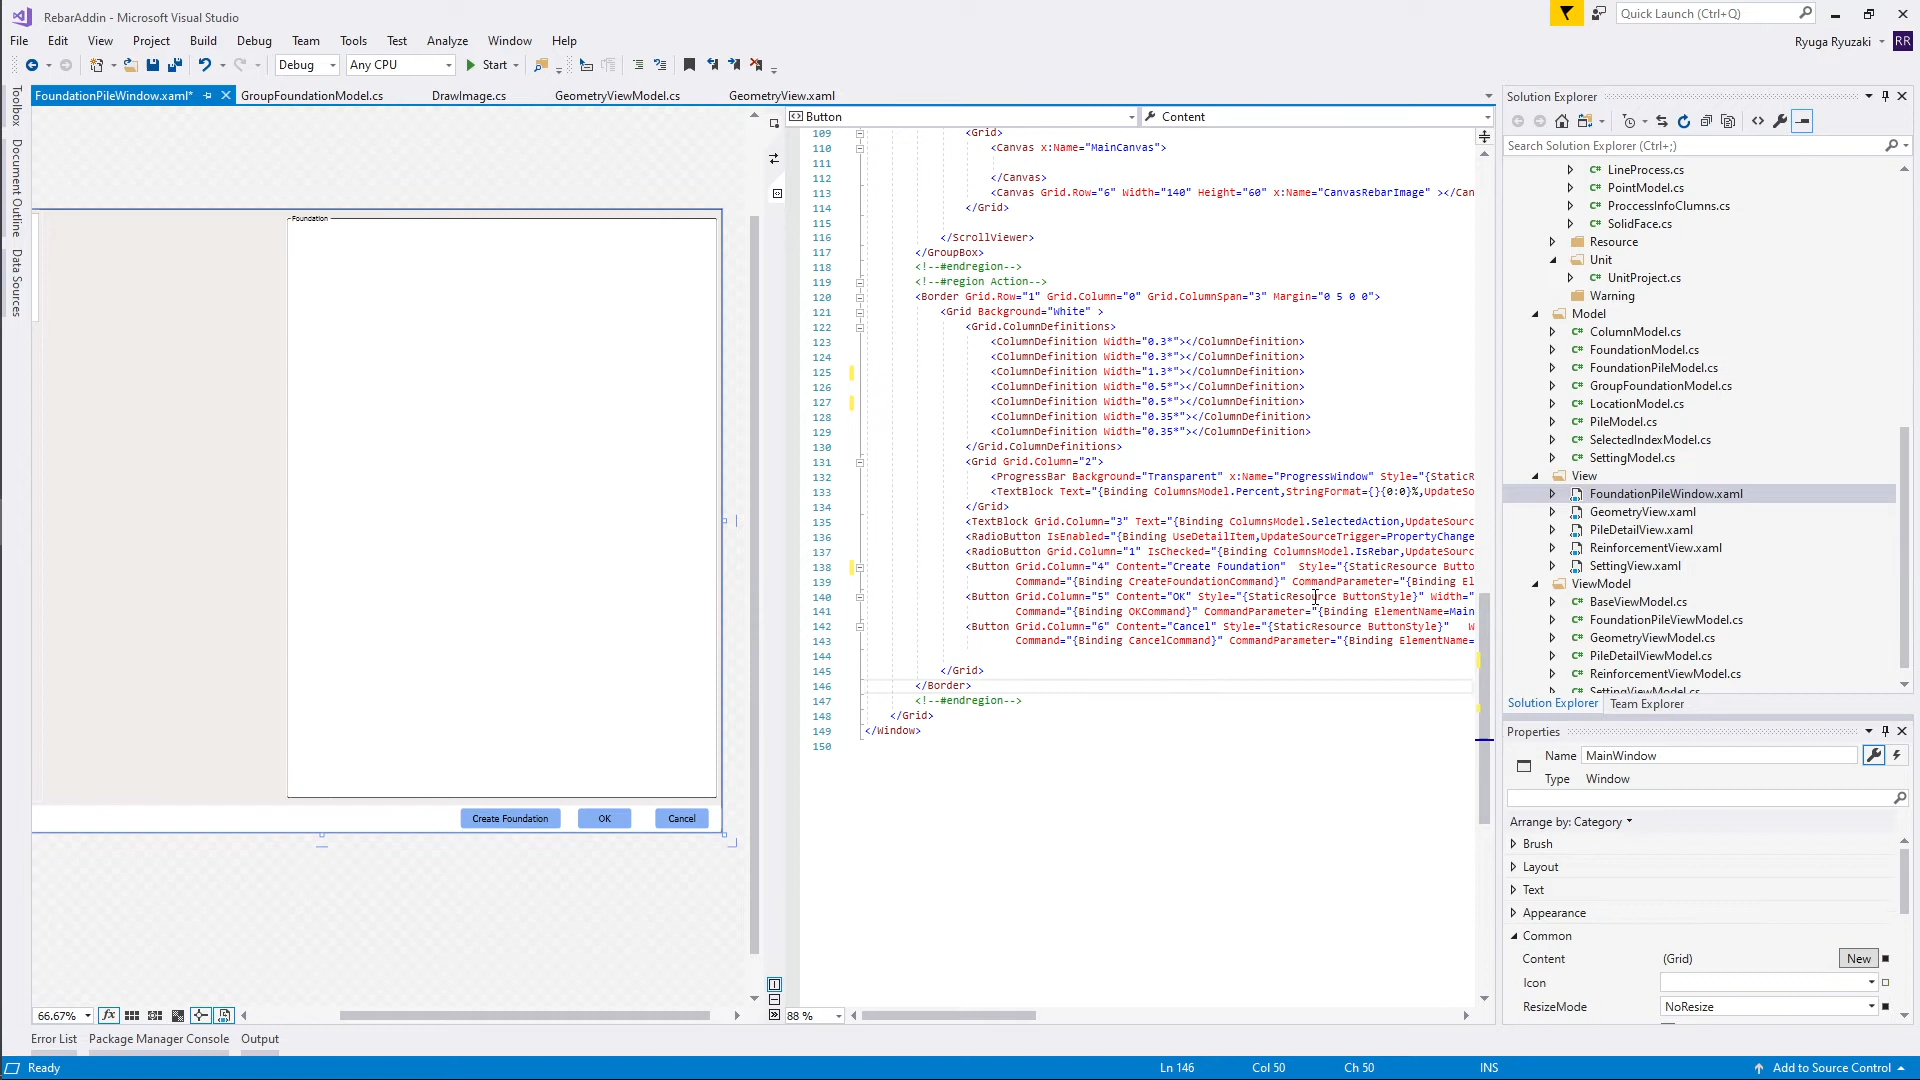 RebarAddin - Microsoft Visual Studio
Quick Launch (Ctrl+Q)
File Edit View Project Build Debug Team Tools Test Analyze Window Help
Ryuga Ryuzaki RR
Debug Any CPU Start
FoundationPileWindow.xaml* GroupFoundationModel.cs DrawImage.cs GeometryViewModel.cs GeometryView.xaml
Toolbox
Document Outline
Data Sources
Foundation
Create Foundation OK Cancel
66.67%
Button Content
109 <Grid>
110 <Canvas x:Name="MainCanvas">
111
112 </Canvas>
113 <Canvas Grid.Row="6" Width="140" Height="60" x:Name="CanvasRebarImage" ></Can
114 </Grid>
115
116 </ScrollViewer>
117 </GroupBox>
118 <!--#endregion-->
119 <!--#region Action-->
120 <Border Grid.Row="1" Grid.Column="0" Grid.ColumnSpan="3" Margin="0 5 0 0">
121 <Grid Background="White" >
122 <Grid.ColumnDefinitions>
123 <ColumnDefinition Width="0.3*"></ColumnDefinition>
124 <ColumnDefinition Width="0.3*"></ColumnDefinition>
125 <ColumnDefinition Width="1.3*"></ColumnDefinition>
126 <ColumnDefinition Width="0.5*"></ColumnDefinition>
127 <ColumnDefinition Width="0.5*"></ColumnDefinition>
128 <ColumnDefinition Width="0.35*"></ColumnDefinition>
129 <ColumnDefinition Width="0.35*"></ColumnDefinition>
130 </Grid.ColumnDefinitions>
131 <Grid Grid.Column="2">
132 <ProgressBar Background="Transparent" x:Name="ProgressWindow" Style="{StaticR
133 <TextBlock Text="{Binding ColumnsModel.Percent,StringFormat={}{0:0}%,UpdateSo
134 </Grid>
135 <TextBlock Grid.Column="3" Text="{Binding ColumnsModel.SelectedAction,UpdateSourc
136 <RadioButton IsEnabled="{Binding UseDetailItem,UpdateSourceTrigger=PropertyChange
137 <RadioButton Grid.Column="1" IsChecked="{Binding ColumnsModel.IsRebar,UpdateSourc
138 <Button Grid.Column="4" Content="Create Foundation" Style="{StaticResource Butto
139 Command="{Binding CreateFoundationCommand}" CommandParameter="{Binding El
140 <Button Grid.Column="5" Content="OK" Style="{StaticResource ButtonStyle}" Width="
141 Command="{Binding OKCommand}" CommandParameter="{Binding ElementName=Main
142 <Button Grid.Column="6" Content="Cancel" Style="{StaticResource ButtonStyle}" W
143 Command="{Binding CancelCommand}" CommandParameter="{Binding ElementName=
144
145 </Grid>
146 </Border>
147 <!--#endregion-->
148 </Grid>
149 </Window>
150
88 %
Solution Explorer
Search Solution Explorer (Ctrl+;)
LineProcess.cs
PointModel.cs
ProccessInfoClumns.cs
SolidFace.cs
Resource
Unit
UnitProject.cs
Warning
Model
ColumnModel.cs
FoundationModel.cs
FoundationPileModel.cs
GroupFoundationModel.cs
LocationModel.cs
PileModel.cs
SelectedIndexModel.cs
SettingModel.cs
View
FoundationPileWindow.xaml
GeometryView.xaml
PileDetailView.xaml
ReinforcementView.xaml
SettingView.xaml
ViewModel
BaseViewModel.cs
FoundationPileViewModel.cs
GeometryViewModel.cs
PileDetailViewModel.cs
ReinforcementViewModel.cs
SettingViewModel.cs
Solution Explorer Team Explorer
Properties
Name MainWindow
Type Window
Arrange by: Category
Brush
Layout
Text
Appearance
Common
Content (Grid) New
Icon
ResizeMode NoResize
Error List Package Manager Console Output
Ready Ln 146 Col 50 Ch 50 INS Add to Source Control